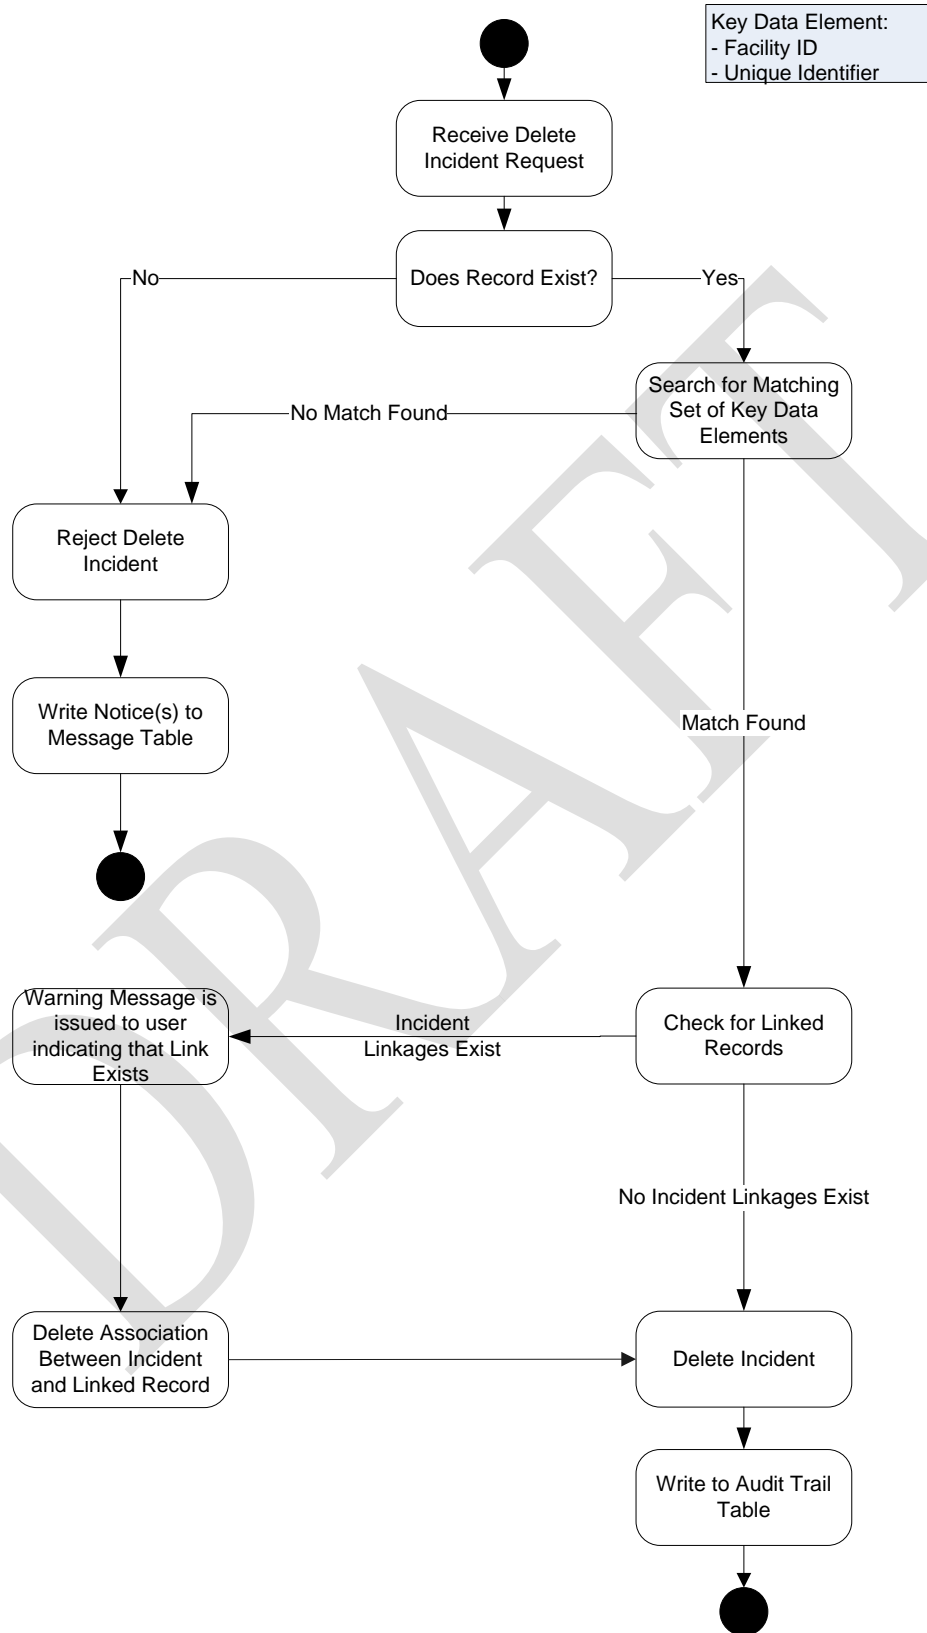 Key Data Element:
- Facility ID
- Unique Identifier
Receive Delete
Incident Request
Does Record Exist?
No
Yes
Search for Matching
Set of Key Data
Elements
No Match Found
Reject Delete
Incident
Write Notice(s) to
Message Table
Match Found
Warning Message is
issued to user
indicating that Link
Exists
Incident
Linkages Exist
Check for Linked
Records
No Incident Linkages Exist
Delete Association
Between Incident
and Linked Record
Delete Incident
Write to Audit Trail
Table
DRAFT